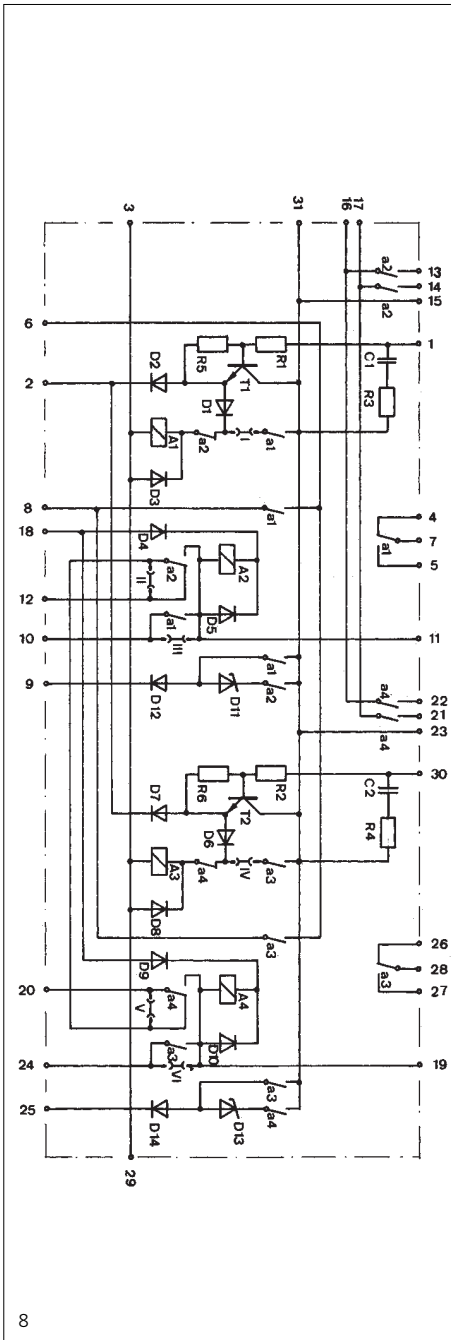 3
31
16
17
a2
13
14
a2
15
6
1
R5
R1
C1
D2
T1
R3
2
D1
A1
a2
I
a1
D3
8
a1
4
18
D4
a1
7
a2
A2
5
II
12
a1
D5
10
III
11
a1
9
D12
D11
a2
a4
22
21
a4
23
R6
R2
30
C2
D7
T2
R4
D6
A3
a4
IV
a3
D8
a3
26
D9
a3
28
20
a4
A4
27
V
a3
D10
24
VI
19
a3
25
D14
D13
a4
29
8